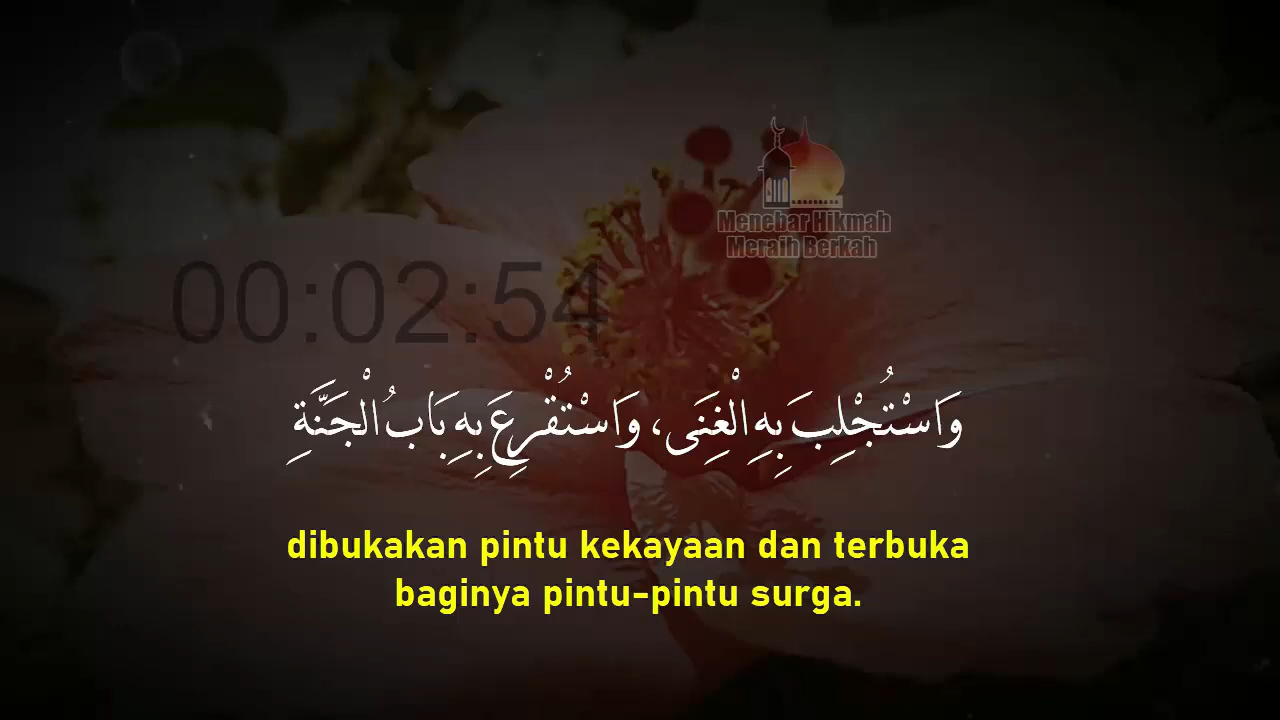 Menebar Hikmah
Meraih Berkah
00:02:54
وَاسْتُجْلِبَ بِهِ الْغِنَى، وَاسْتُقْرِعَ بِهِ بَابُ الْجَنَّةِ
dibukakan pintu kekayaan dan terbuka
baginya pintu-pintu surga.